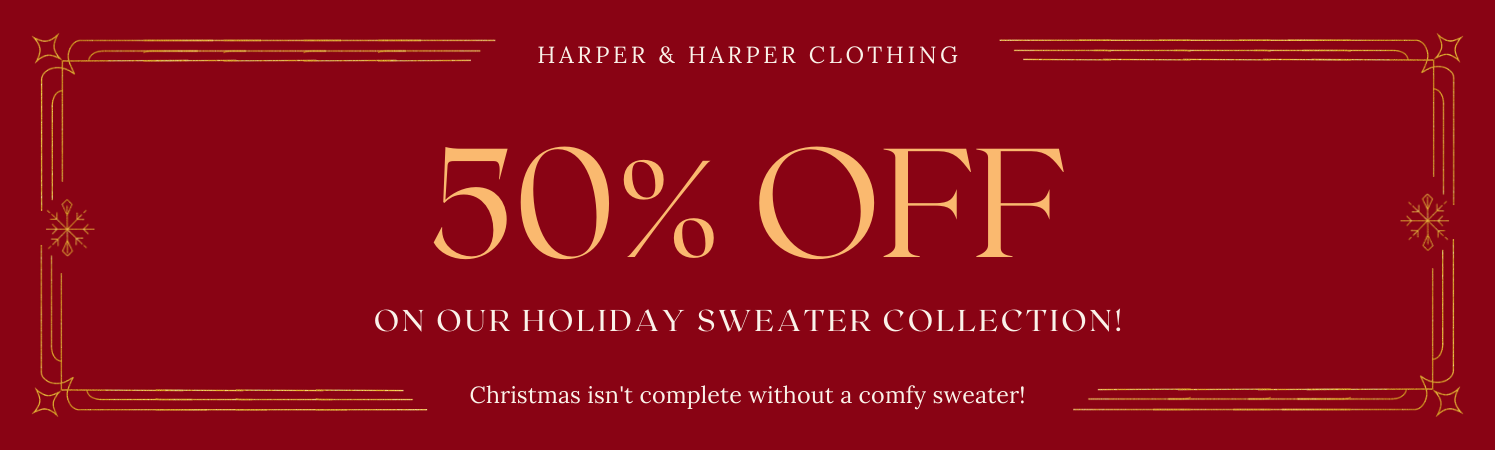 HARPER & HARPER CLOTHING
50% OFF
ON OUR HOLIDAY SWEATER COLLECTION!
Christmas isn't complete without a comfy sweater!